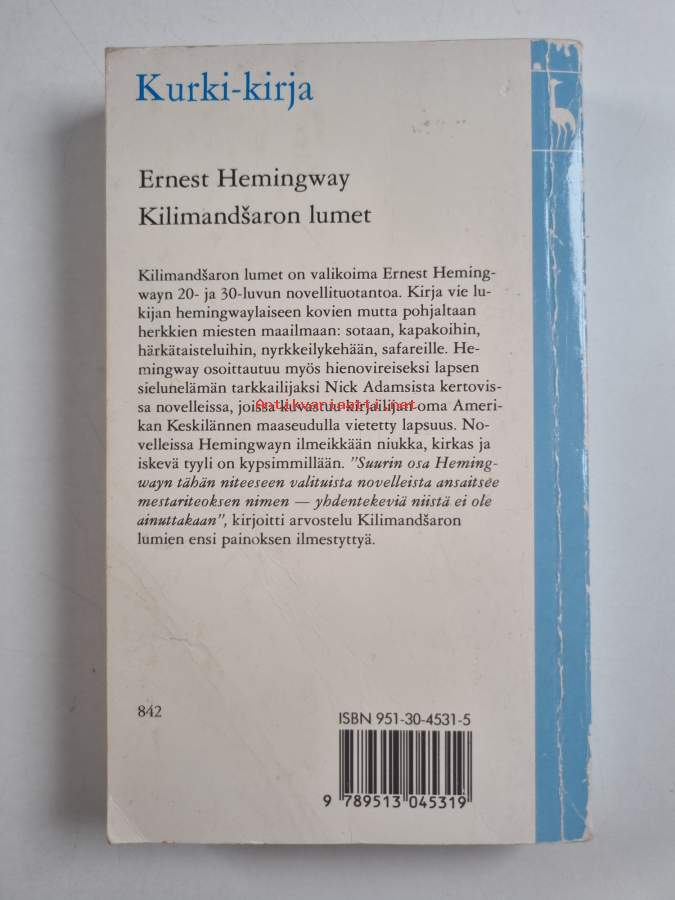 Kurki-kirja
Ernest Hemingway
Kilimandšaron lumet
Kilimandšaron lumet on valikoima Ernest Heming-
wayn 20- ja 30-luvun novellituotantoa. Kirja vie lu-
kijan hemingwaylaiseen kovien mutta pohjaltaan
herkkien miesten maailmaan: sotaan, kapakoihin,
härkätaisteluihin, nyrkkeilykehään, safareille. He-
mingway osoittautuu myös hienovireiseksi lapsen
sielunelämän tarkkailijaksi Nick Adamsista kertovis-
sa novelleissa, joissa kuvastuu kirjailijan oma Ameri-
kan Keskilännen maaseudulla vietetty lapsuus. No-
velleissa Hemingwayn ilmeikkään niukka, kirkas ja
iskevä tyyli on kypsimmillään. "Suurin osa Heming-
wayn tähän niteeseen valituista novelleista ansaitsee
mestariteoksen nimen — yhdentekeviä niistä ei ole
ainuttakaan", kirjoitti arvostelu Kilimandšaron
lumien ensi painoksen ilmestyttyä.
Antikvariaatti.net
842
ISBN 951-30-4531-5
9 789513 045319